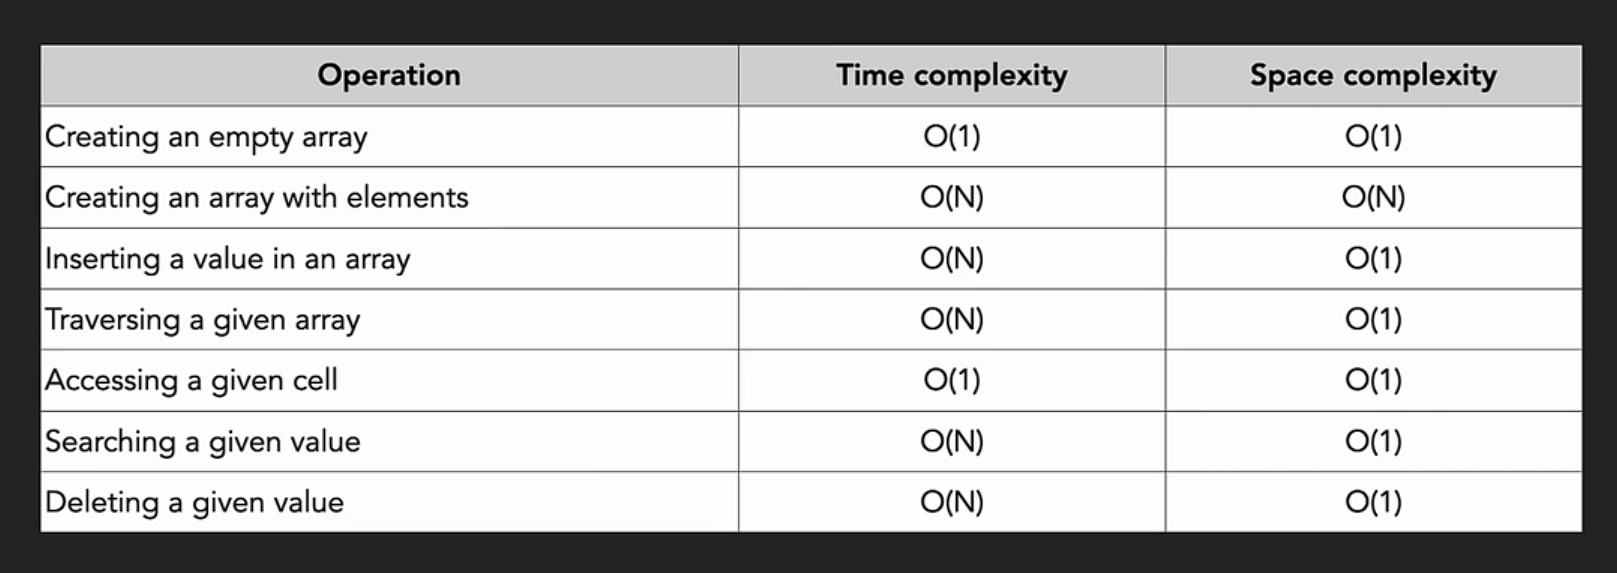 Operation Time complexity Space complexity
Creating an empty array O(1) O(1)
Creating an array with elements O(N) O(N)
Inserting a value in an array O(N) O(1)
Traversing a given array O(N) O(1)
Accessing a given cell O(1) O(1)
Searching a given value O(N) O(1)
Deleting a given value O(N) O(1)